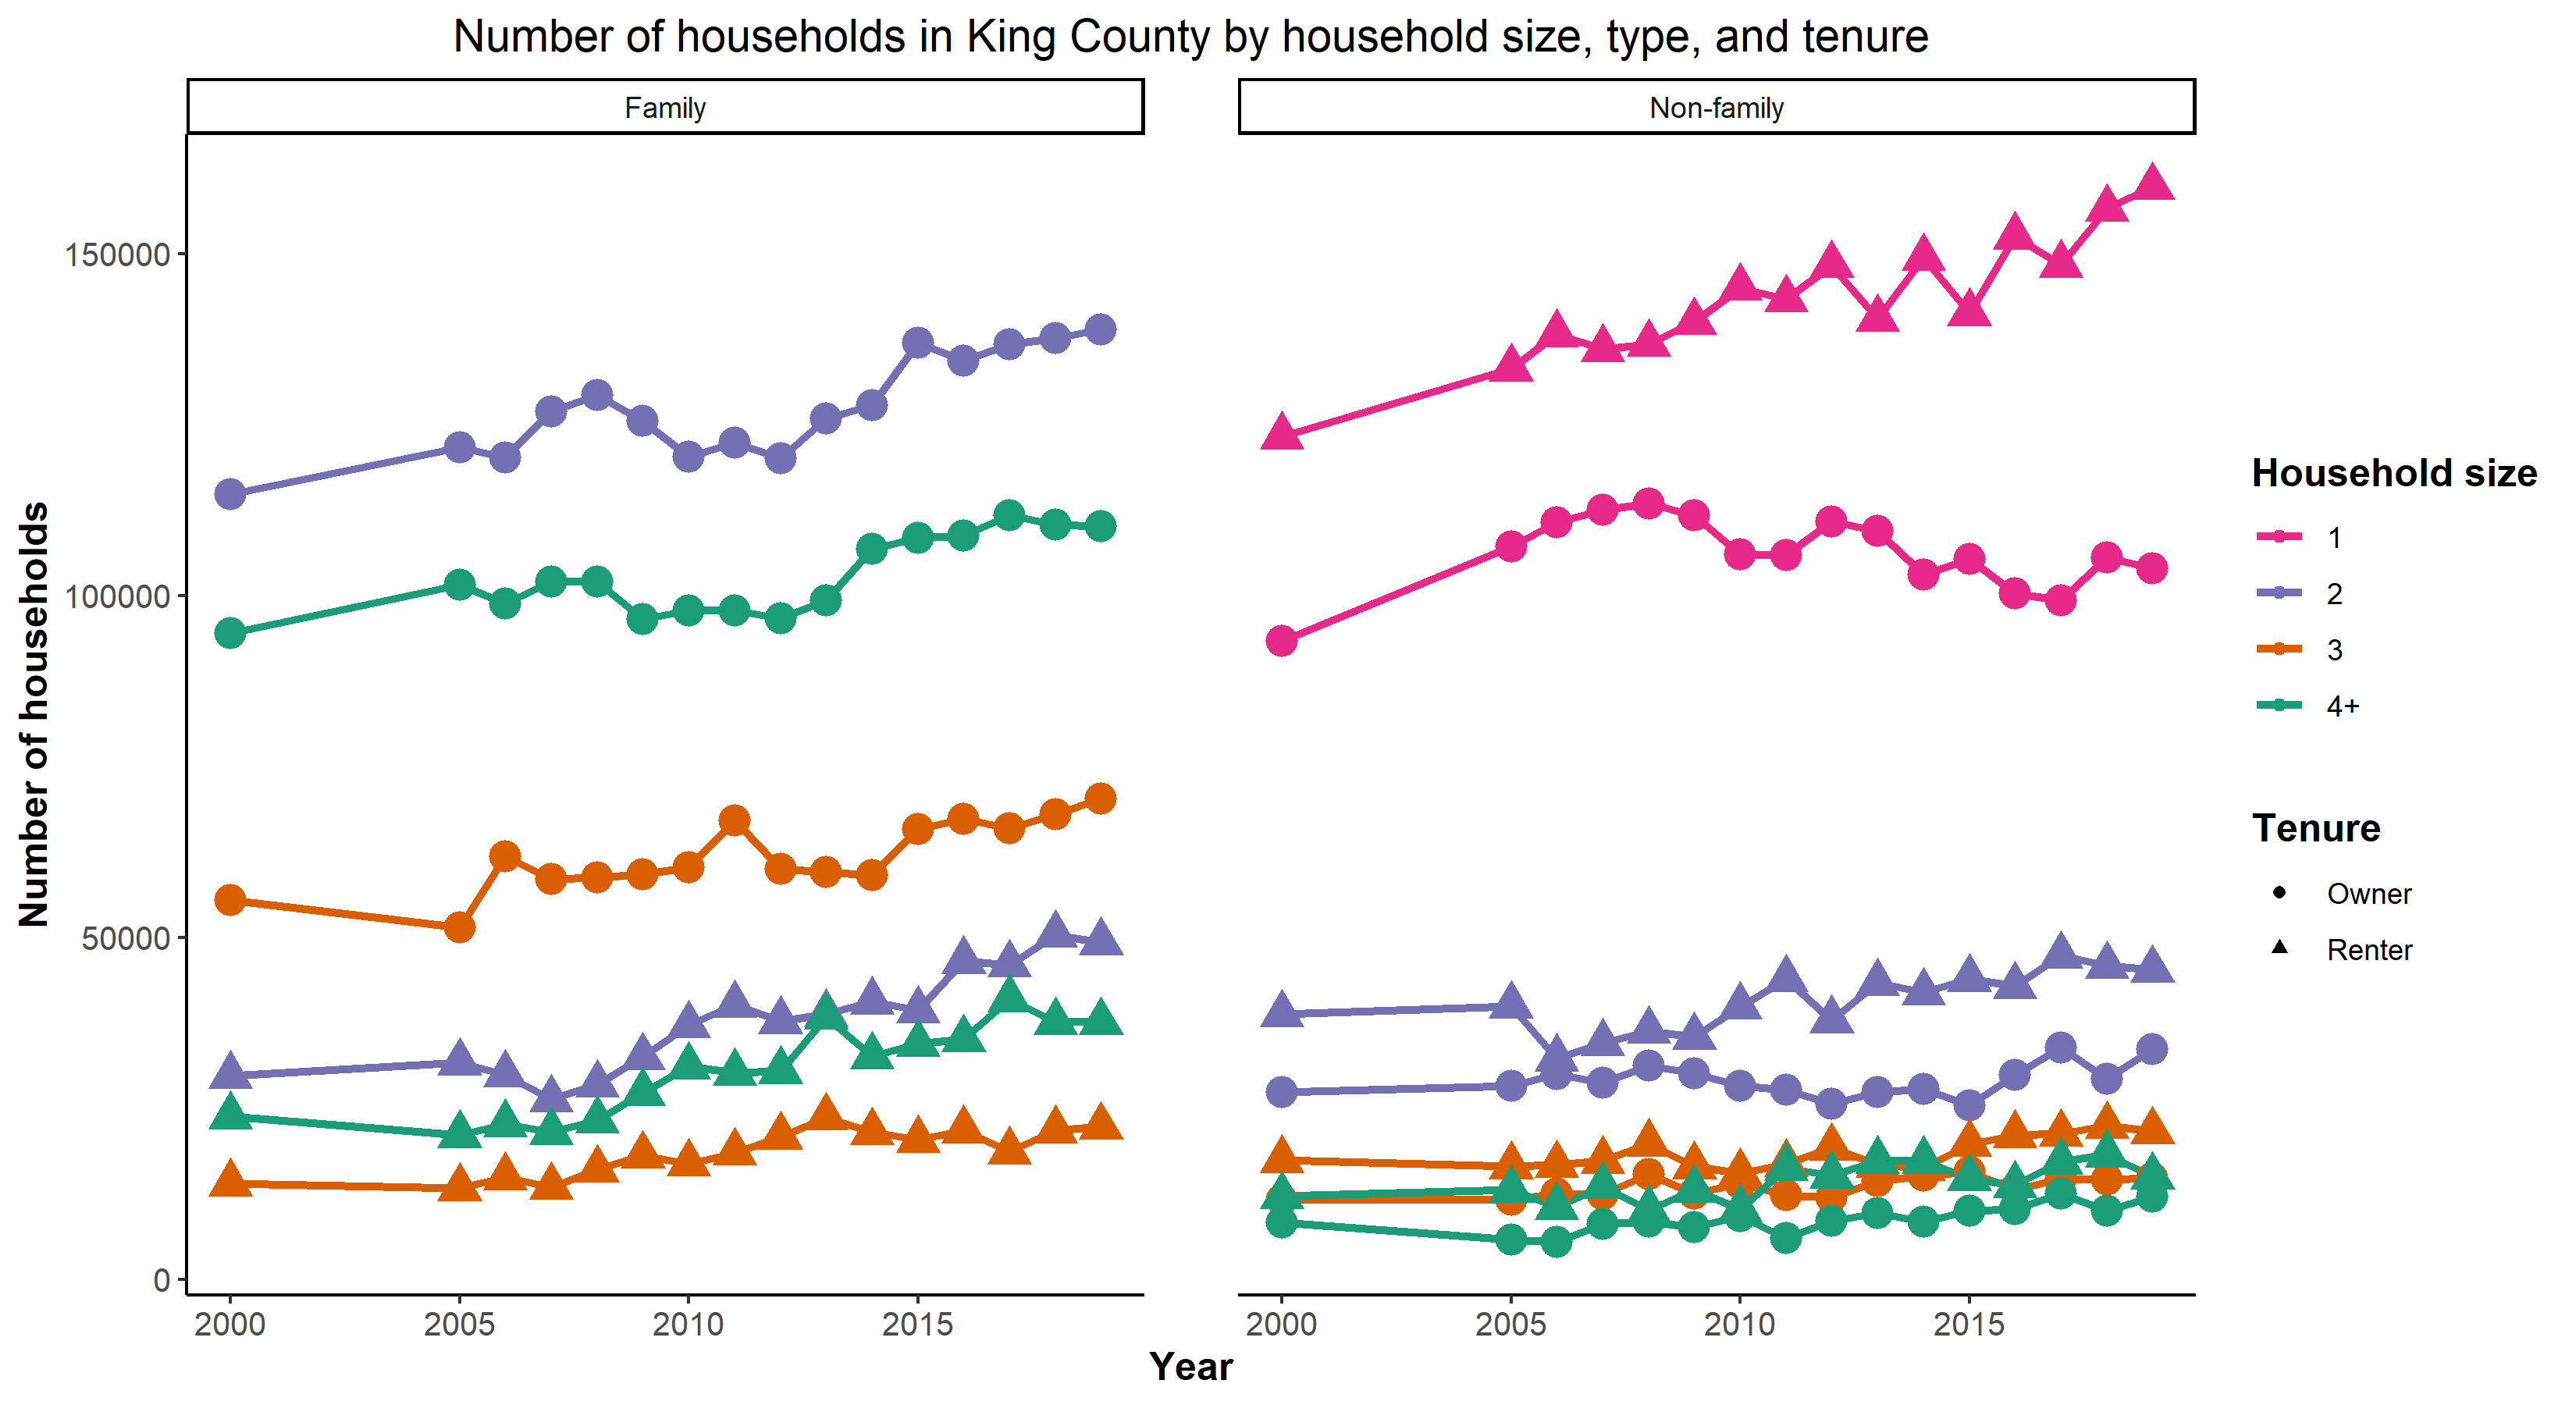 Number of households in King County by household size, type, and tenure
Family
Non-family
Number of households
150000
100000
50000
0
2000 2005 2010 2015
2000 2005 2010 2015
Year
Household size
1
2
3
4+
Tenure
Owner
Renter